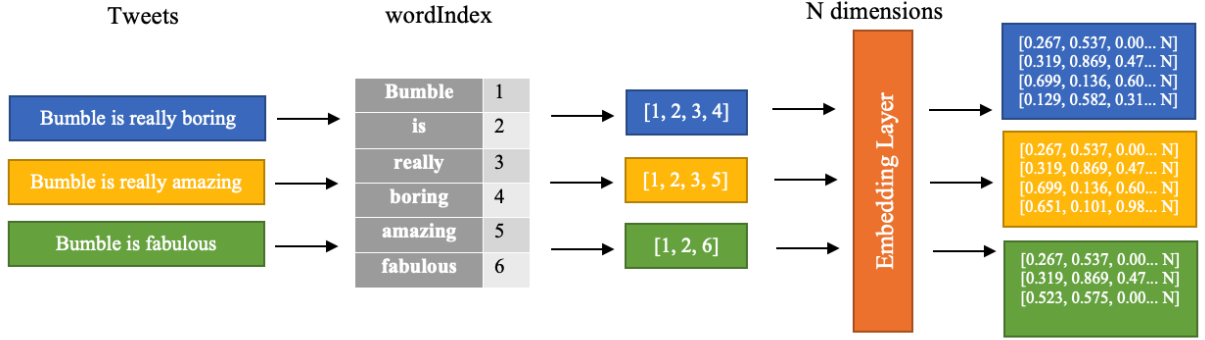 Tweets
wordIndex
N dimensions
Bumble is really boring
Bumble is really amazing
Bumble is fabulous
Bumble 1
is 2
really 3
boring 4
amazing 5
fabulous 6
[1, 2, 3, 4]
[1, 2, 3, 5]
[1, 2, 6]
Embedding Layer
[0.267, 0.537, 0.00... N]
[0.319, 0.869, 0.47... N]
[0.699, 0.136, 0.60... N]
[0.129, 0.582, 0.31... N]
[0.267, 0.537, 0.00... N]
[0.319, 0.869, 0.47... N]
[0.699, 0.136, 0.60... N]
[0.651, 0.101, 0.98... N]
[0.267, 0.537, 0.00... N]
[0.319, 0.869, 0.47... N]
[0.523, 0.575, 0.00... N]